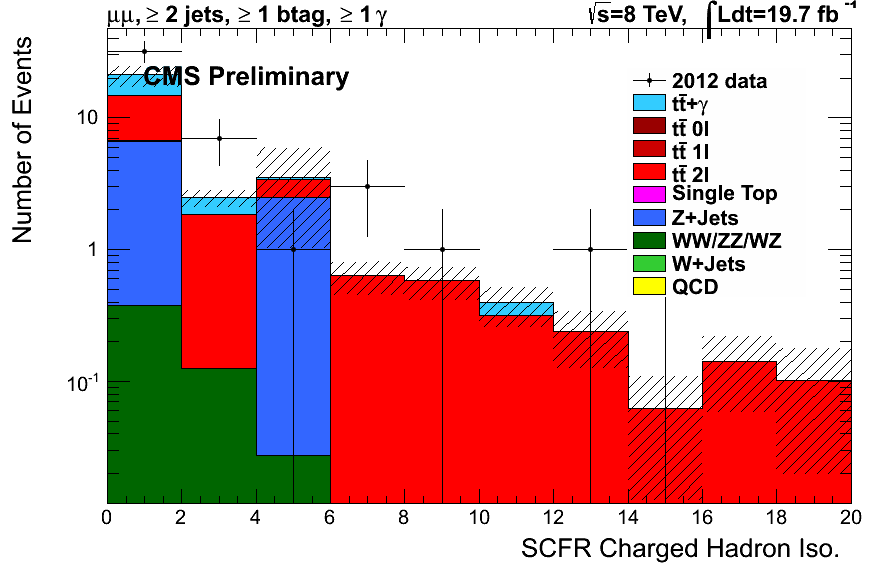 μμ, ≥ 2 jets, ≥ 1 btag, ≥ 1 γ
√s=8 TeV, ∫Ldt=19.7 fb⁻¹
CMS Preliminary
2012 data
tt̄+γ
tt̄ 0l
tt̄ 1l
tt̄ 2l
Single Top
Z+Jets
WW/ZZ/WZ
W+Jets
QCD
Number of Events
10
1
10⁻¹
0 2 4 6 8 10 12 14 16 18 20
SCFR Charged Hadron Iso.